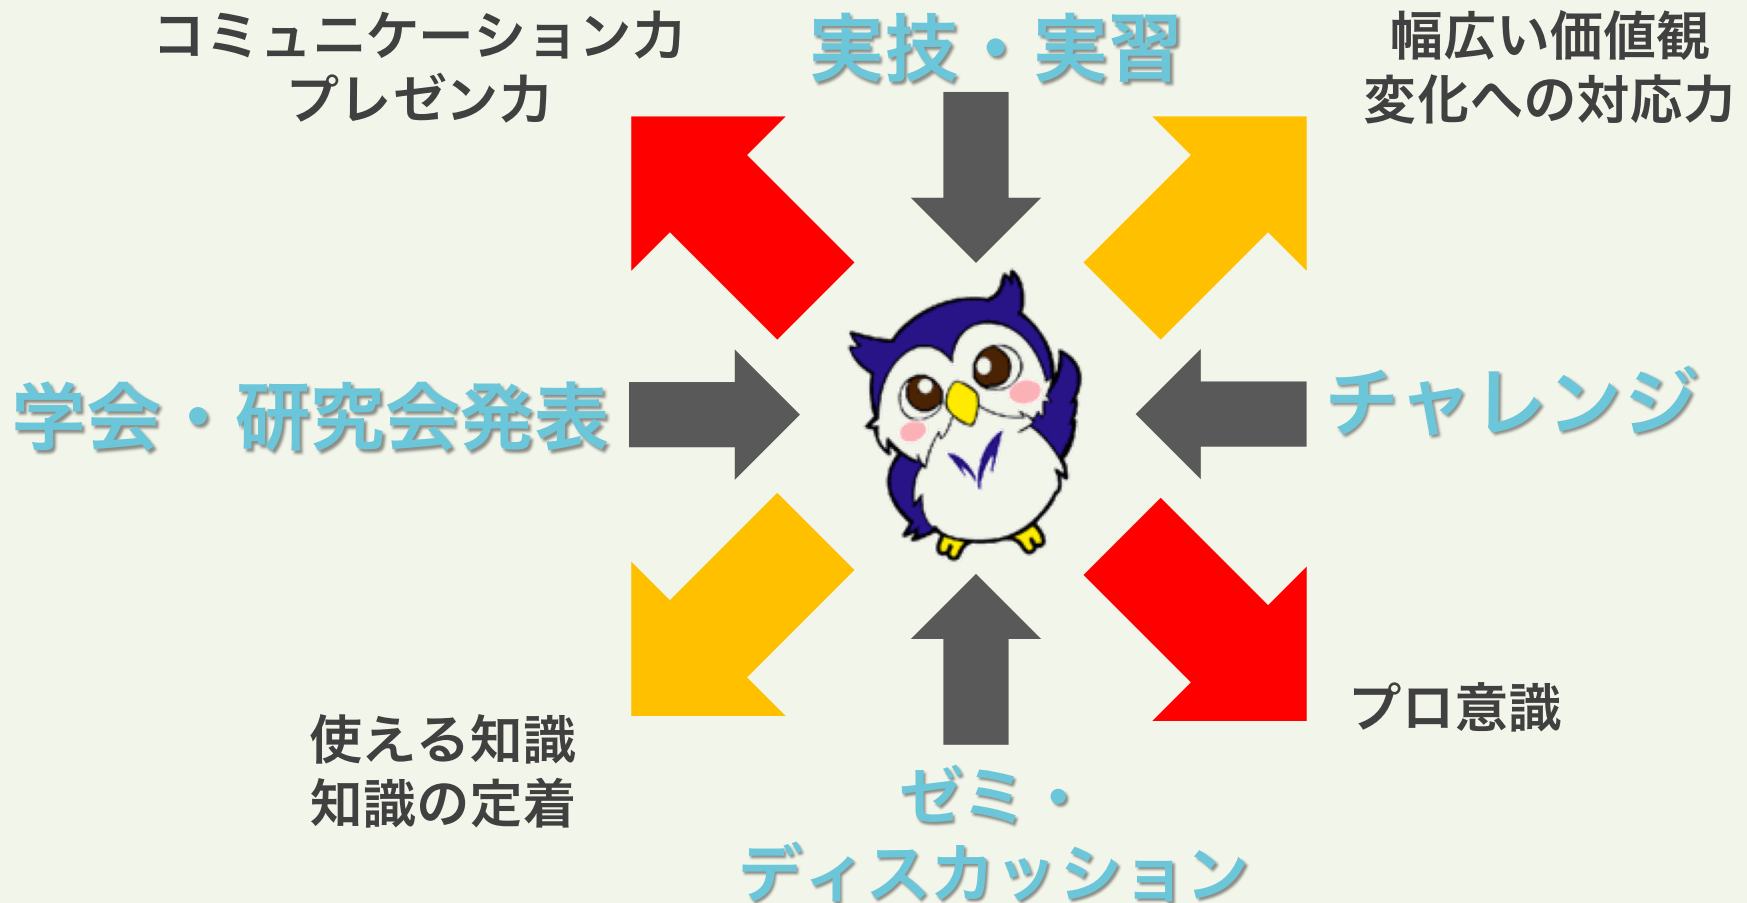 コミュニケーション力
プレゼン力
実技・実習
幅広い価値観
変化への対応力
学会・研究会発表
チャレンジ
使える知識
知識の定着
プロ意識
ゼミ・
ディスカッション